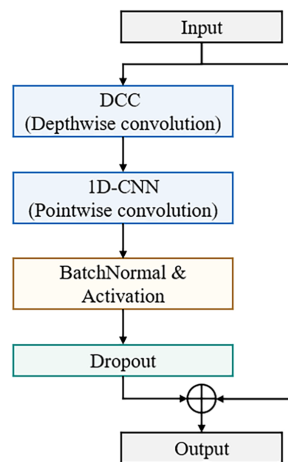 Input
DCC
(Depthwise convolution)
1D-CNN
(Pointwise convolution)
BatchNormal &
Activation
Dropout
Output